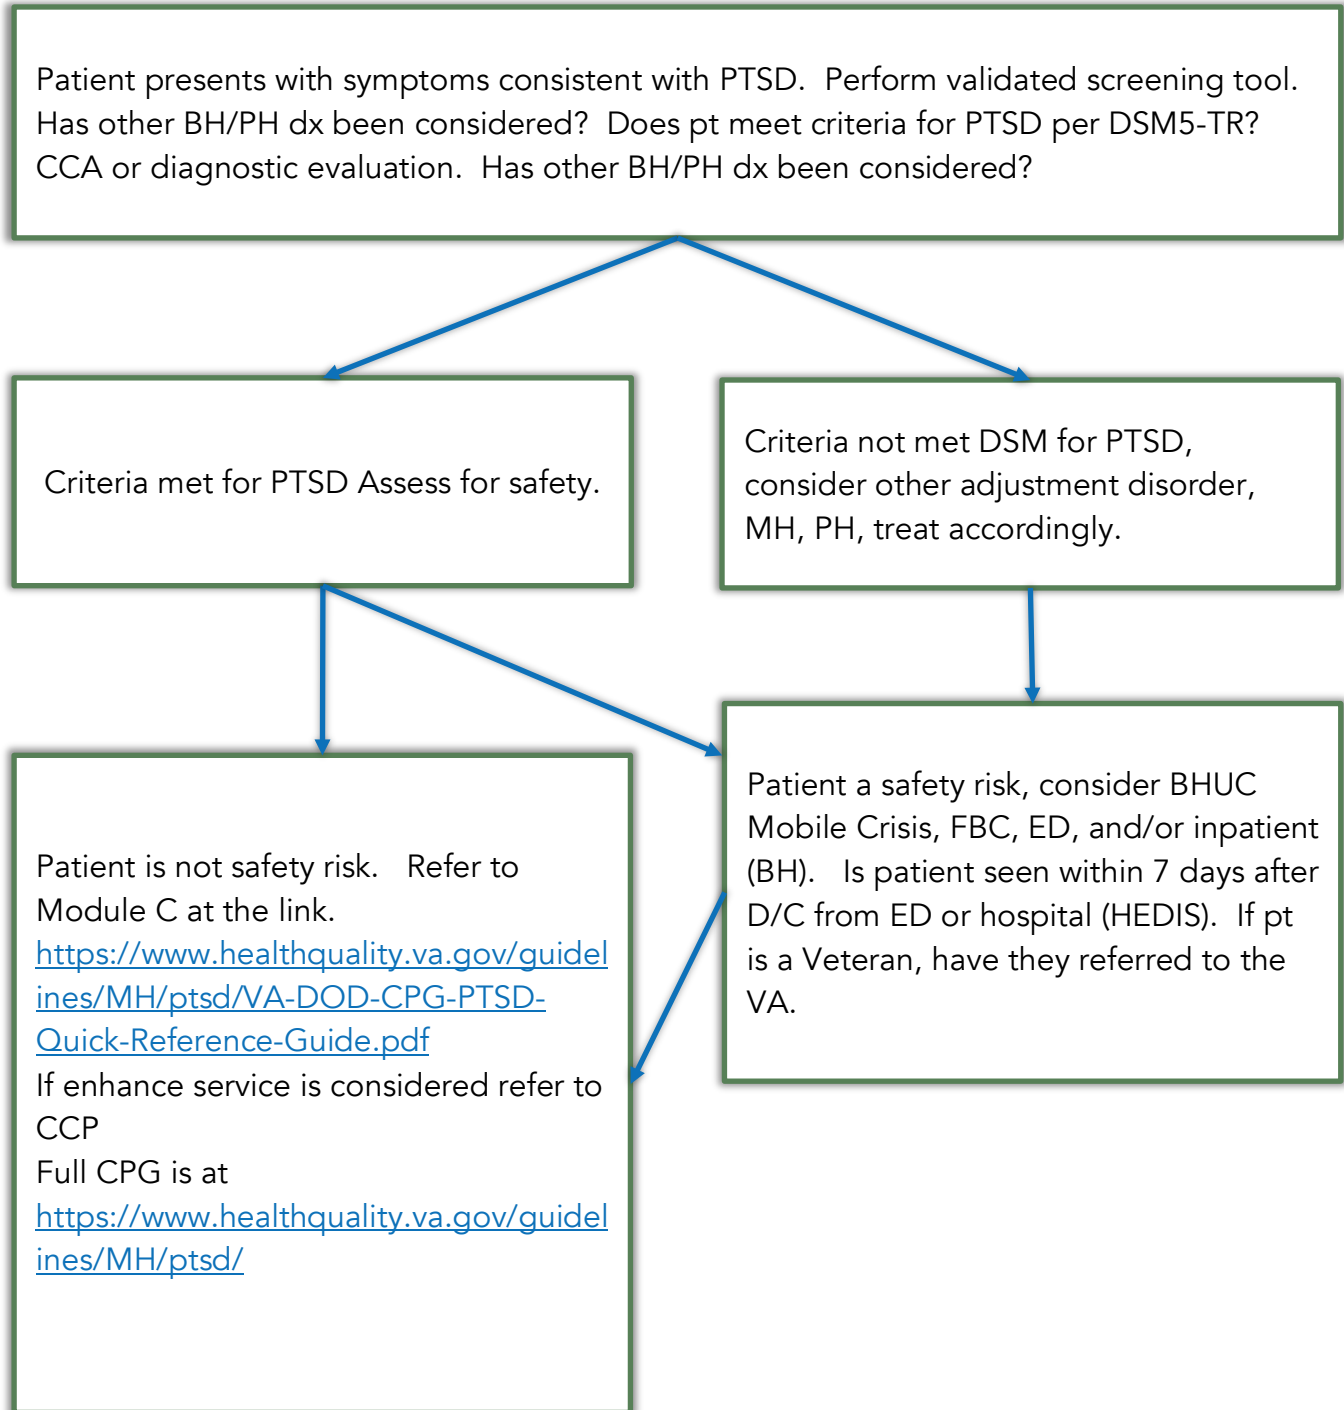 Patient presents with symptoms consistent with PTSD.  Perform validated screening tool.
Has other BH/PH dx been considered?  Does pt meet criteria for PTSD per DSM5-TR?
CCA or diagnostic evaluation.  Has other BH/PH dx been considered?
Criteria met for PTSD Assess for safety.
Criteria not met DSM for PTSD,
consider other adjustment disorder,
MH, PH, treat accordingly.
Patient is not safety risk.   Refer to
Module C at the link.
https://www.healthquality.va.gov/guidel
ines/MH/ptsd/VA-DOD-CPG-PTSD-
Quick-Reference-Guide.pdf
If enhance service is considered refer to
CCP
Full CPG is at
https://www.healthquality.va.gov/guidel
ines/MH/ptsd/
Patient a safety risk, consider BHUC
Mobile Crisis, FBC, ED, and/or inpatient
(BH).   Is patient seen within 7 days after
D/C from ED or hospital (HEDIS).  If pt
is a Veteran, have they referred to the
VA.